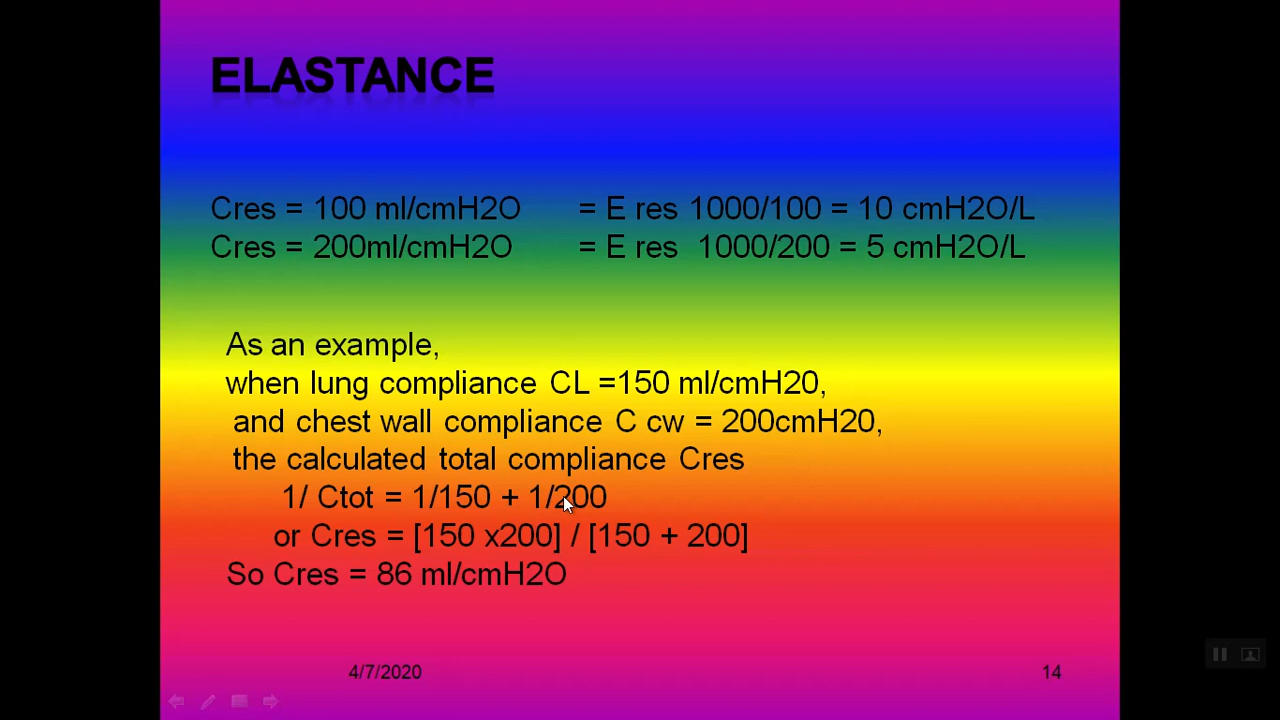 ELASTANCE
Cres = 100 ml/cmH2O = E res 1000/100 = 10 cmH2O/L
Cres = 200ml/cmH2O = E res 1000/200 = 5 cmH2O/L
As an example,
when lung compliance CL =150 ml/cmH20,
and chest wall compliance C cw = 200cmH20,
the calculated total compliance Cres
1/ Ctot = 1/150 + 1/200
or Cres = [150 x200] / [150 + 200]
So Cres = 86 ml/cmH2O
4/7/2020 14